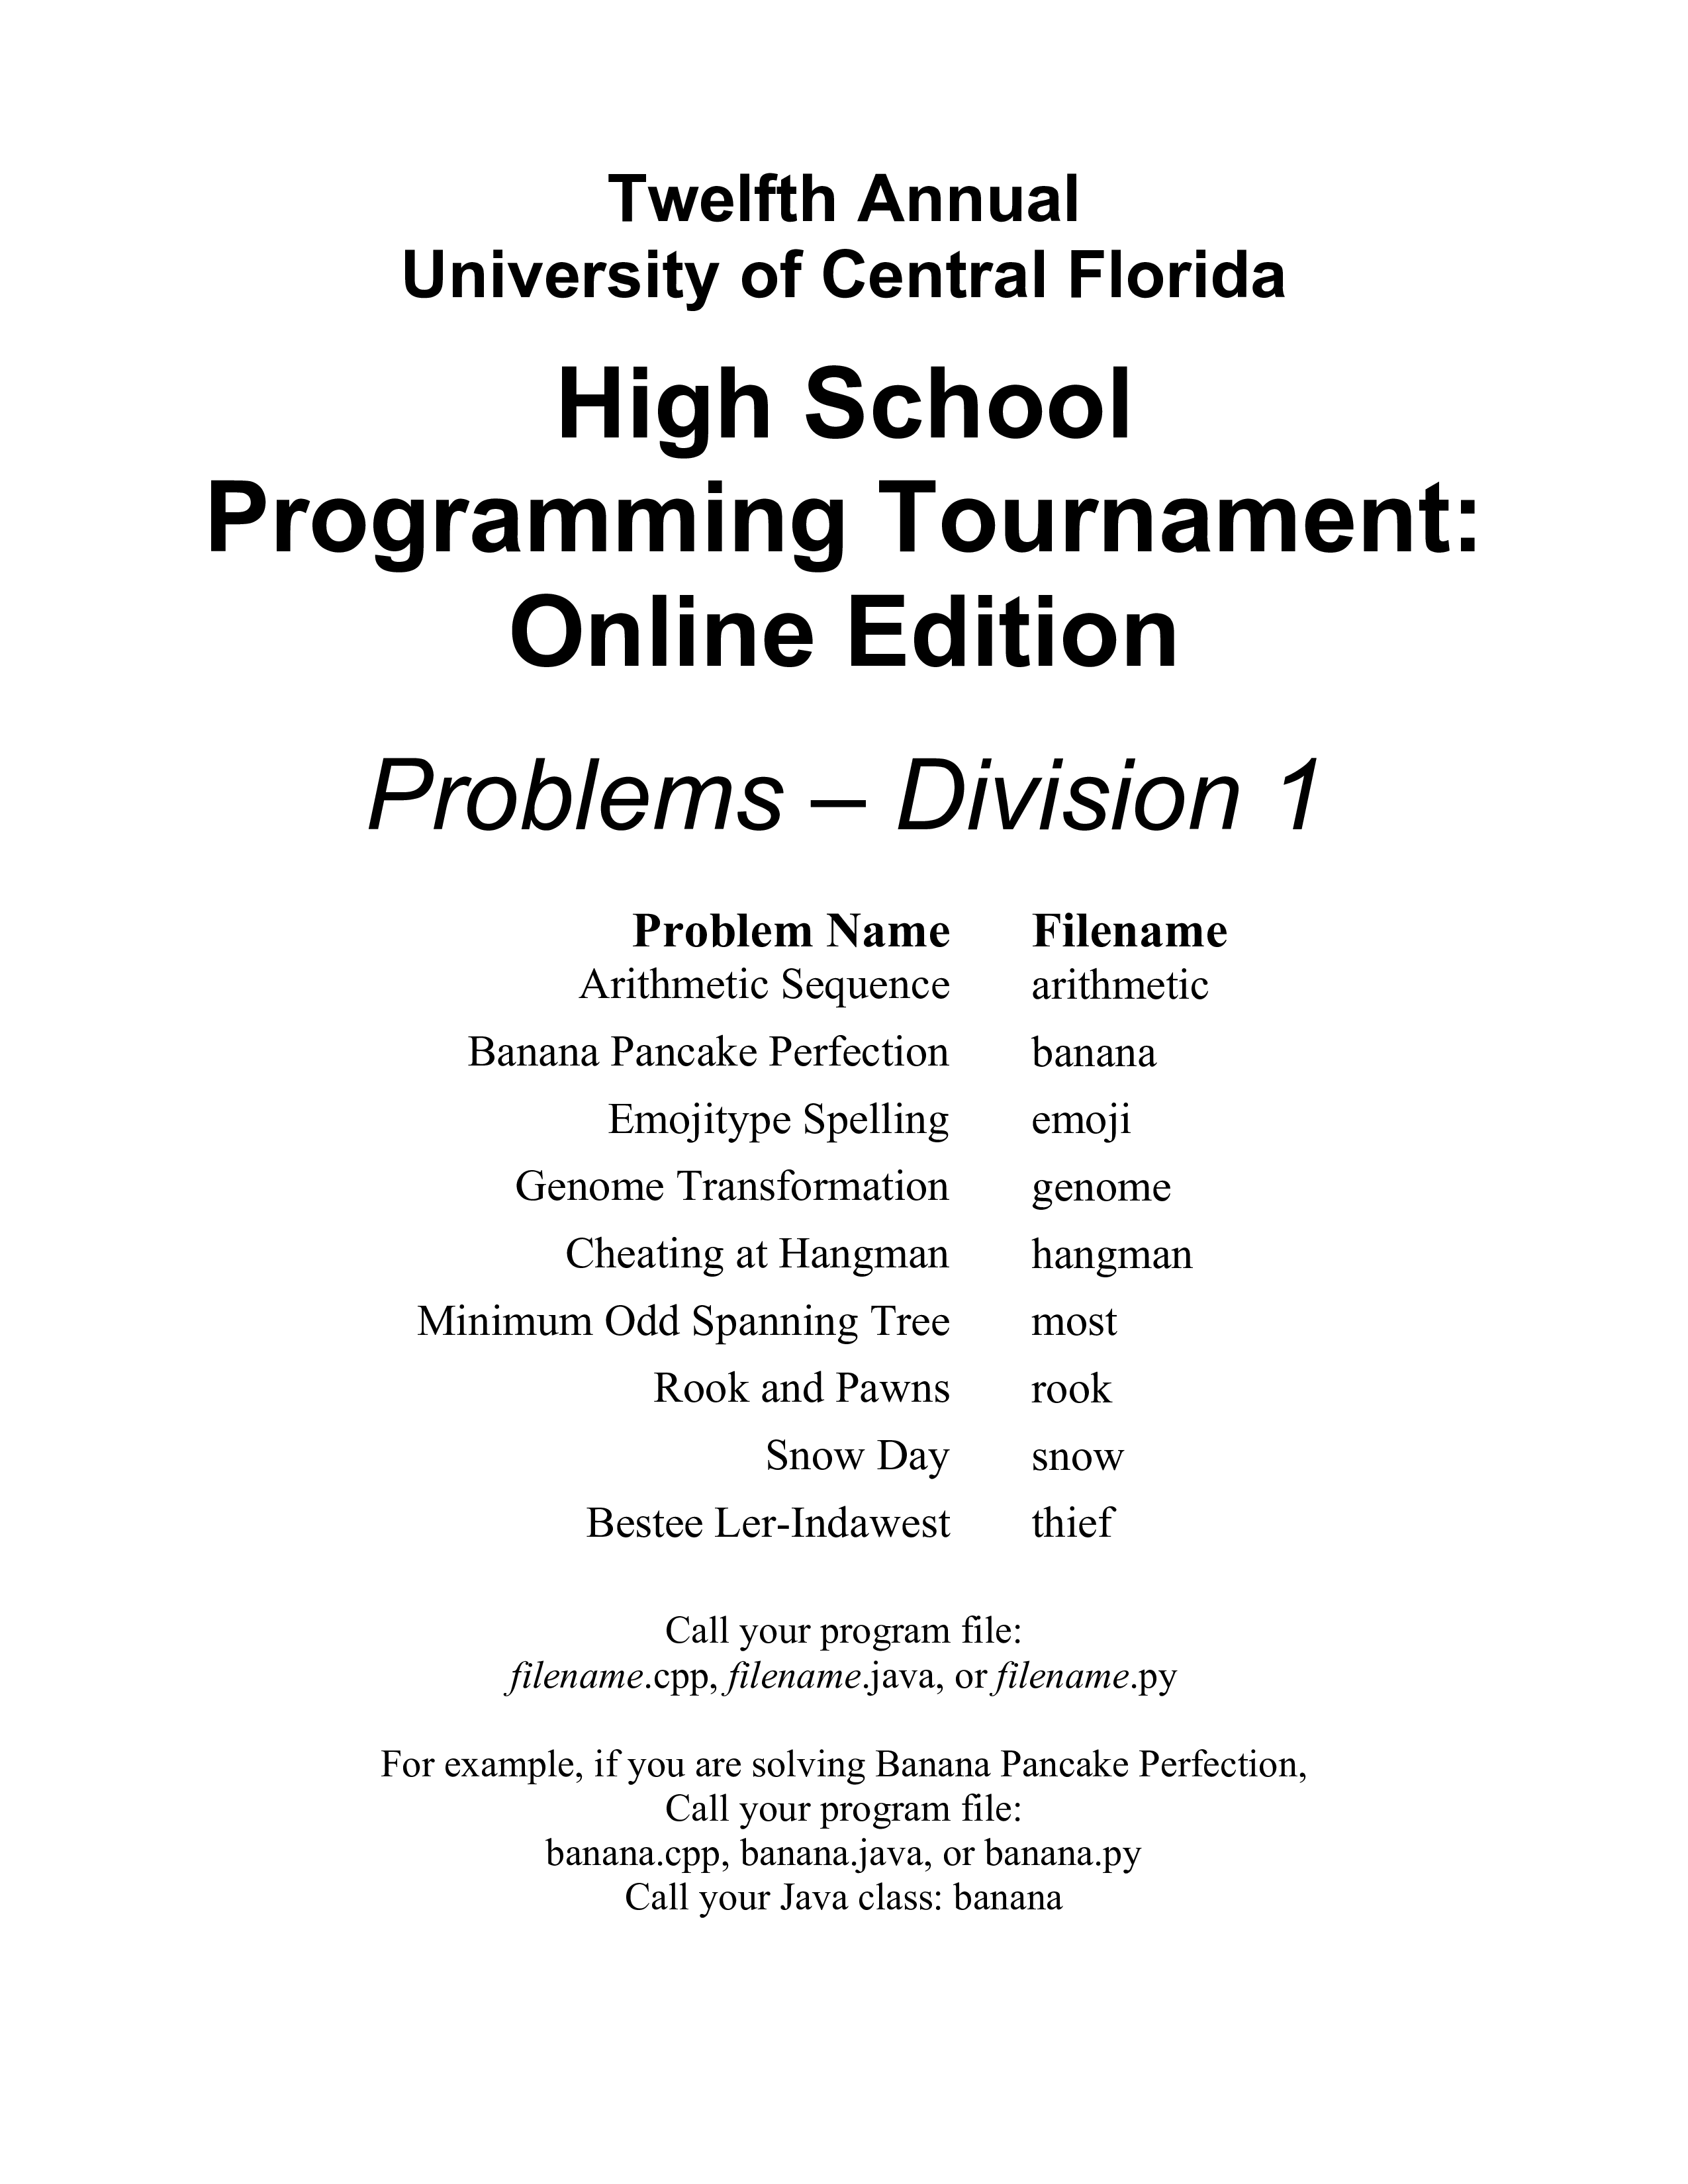 Twelfth Annual
University of Central Florida
High School
Programming Tournament:
Online Edition
Problems – Division 1
Problem Name Filename
Arithmetic Sequence arithmetic
Banana Pancake Perfection banana
Emojitype Spelling emoji
Genome Transformation genome
Cheating at Hangman hangman
Minimum Odd Spanning Tree most
Rook and Pawns rook
Snow Day snow
Bestee Ler-Indawest thief
Call your program file:
filename.cpp, filename.java, or filename.py
For example, if you are solving Banana Pancake Perfection,
Call your program file:
banana.cpp, banana.java, or banana.py
Call your Java class: banana